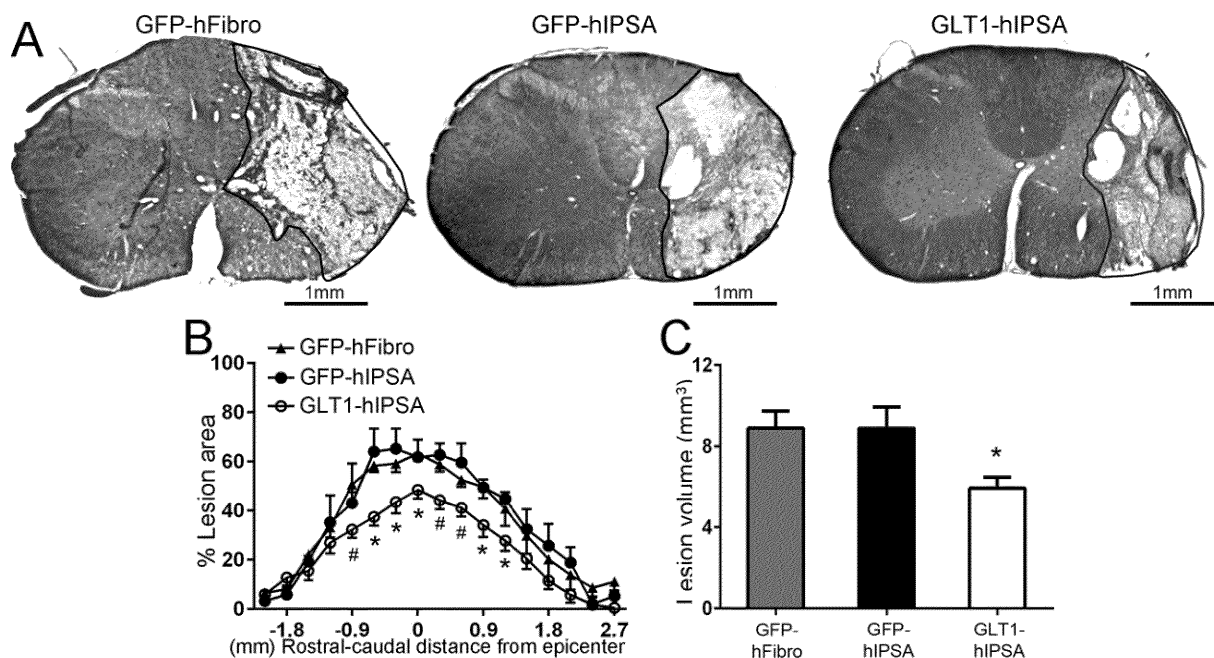 A
GFP-hFibro
GFP-hIPSA
GLT1-hIPSA
1mm
1mm
1mm
B
GFP-hFibro
GFP-hIPSA
GLT1-hIPSA
% Lesion area
100
80
60
40
20
0
# * * * # # * *
-1.8 -0.9 0 0.9 1.8 2.7
(mm) Rostral-caudal distance from epicenter
C
Lesion volume (mm³)
12
8
4
0
*
GFP- GFP- GLT1-
hFibro hIPSA hIPSA